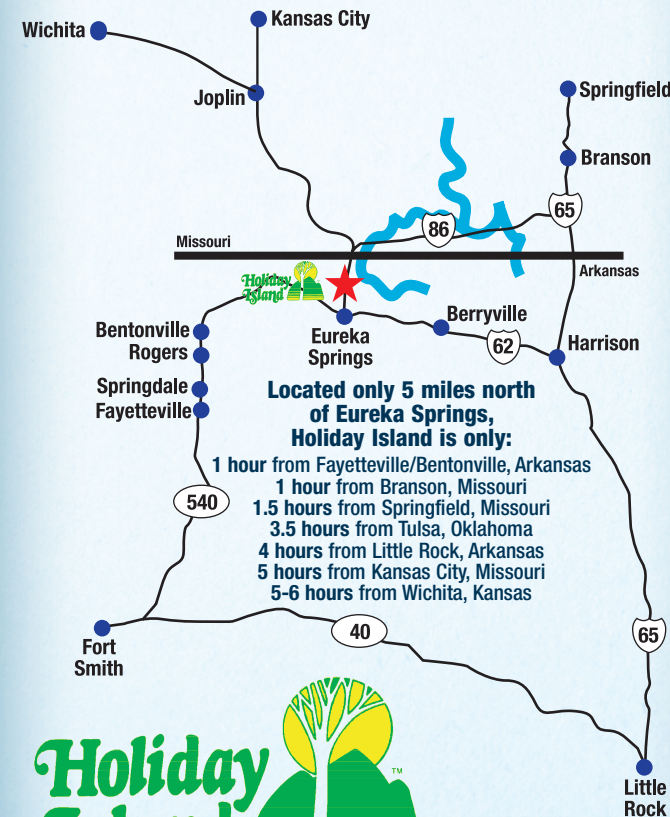 Kansas City
Wichita
Springfield
Joplin
Branson
65
86
Missouri
Arkansas
Holiday
Island
Berryville
Bentonville
Rogers
Eureka
Springs
62
Harrison
Springdale
Fayetteville
Located only 5 miles north
of Eureka Springs,
Holiday Island is only:
1 hour from Fayetteville/Bentonville, Arkansas
1 hour from Branson, Missouri
1.5 hours from Springfield, Missouri
3.5 hours from Tulsa, Oklahoma
4 hours from Little Rock, Arkansas
5 hours from Kansas City, Missouri
5-6 hours from Wichita, Kansas
540
40
65
Fort
Smith
Holiday
Island
TM
Little
Rock